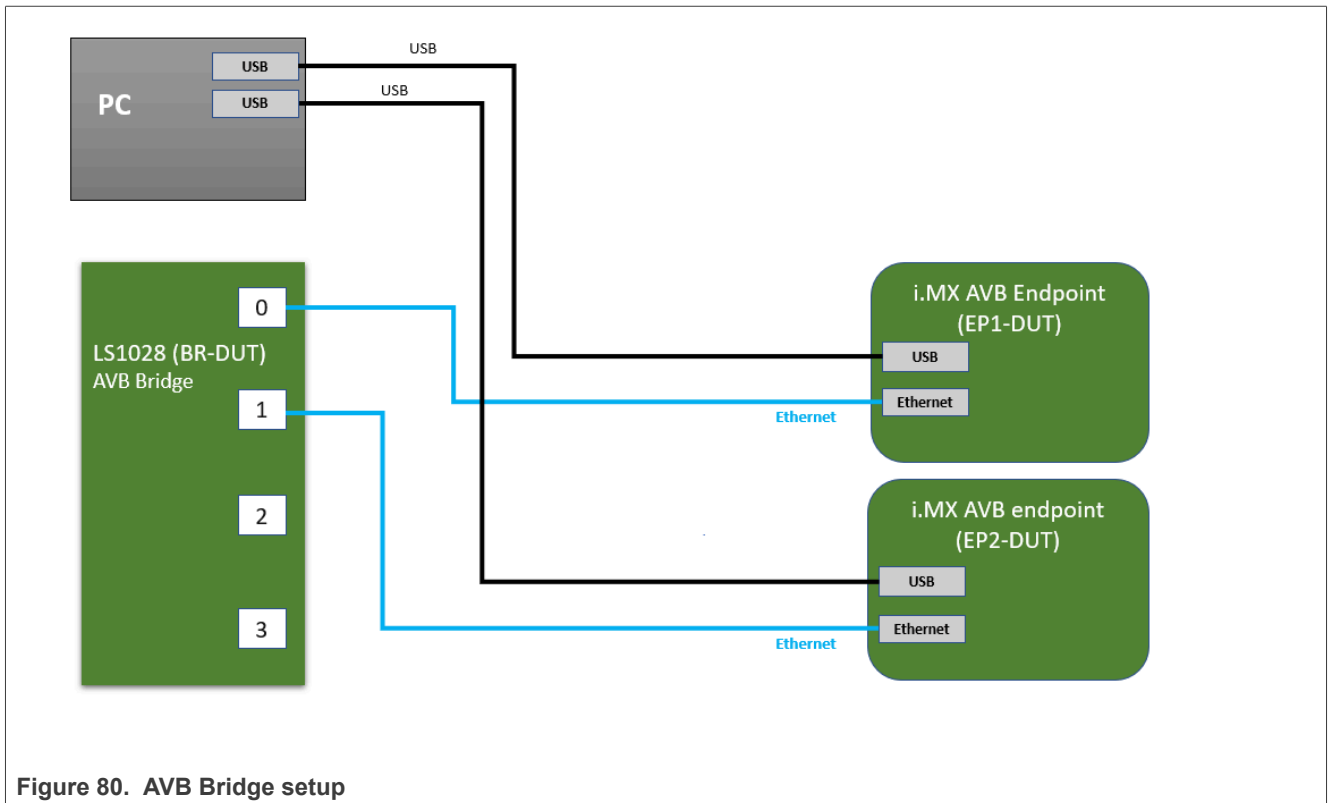 USB
USB
PC
USB
USB
0
LS1028 (BR-DUT)
AVB Bridge
1
2
3
i.MX AVB Endpoint
(EP1-DUT)
USB
Ethernet
Ethernet
i.MX AVB endpoint
(EP2-DUT)
USB
Ethernet
Ethernet
Figure 80. AVB Bridge setup